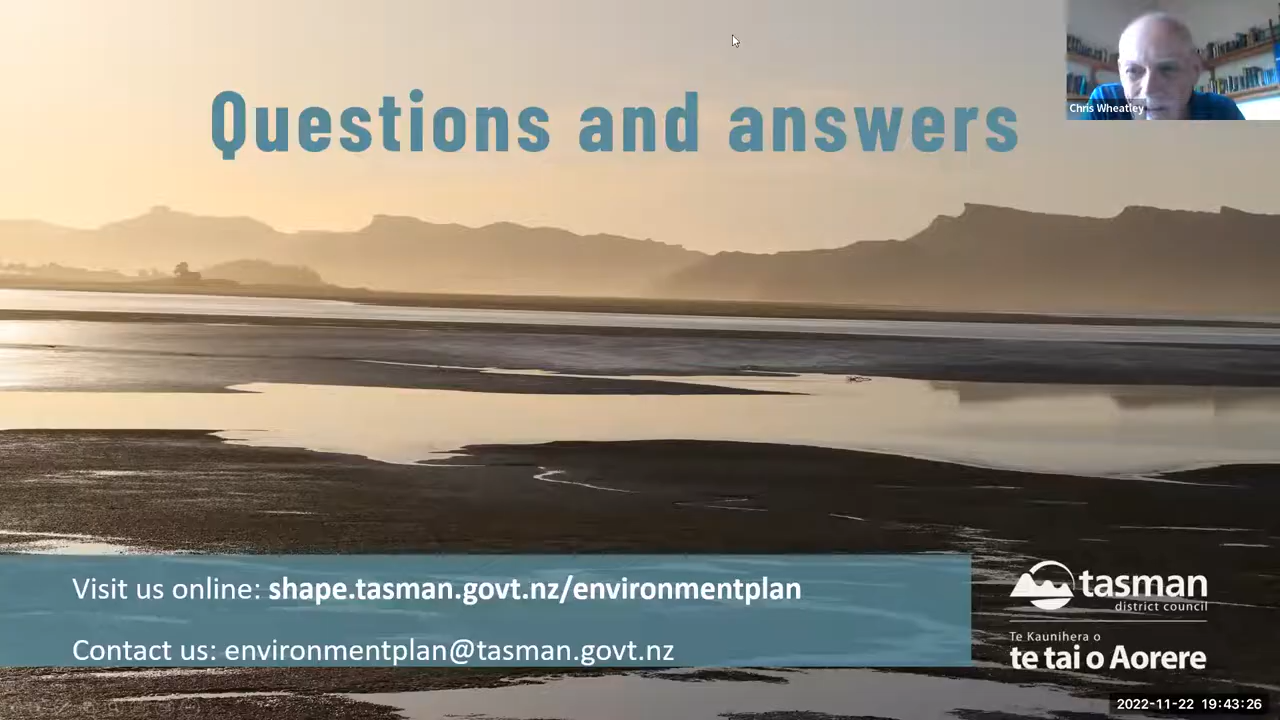 Questions and answers
Chris Wheatley
Visit us online: shape.tasman.govt.nz/environmentplan
Contact us: environmentplan@tasman.govt.nz
tasman
district council
Te Kaunihera o
te tai o Aorere
2022-11-22 19:43:26